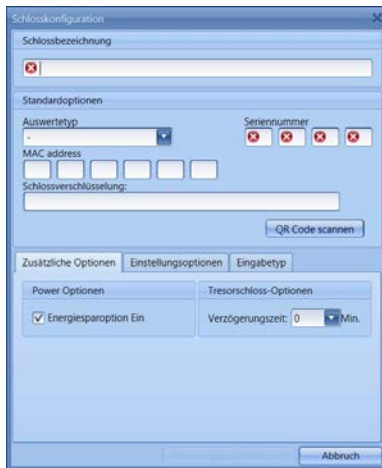 Schlosskonfiguration
Schlossbezeichnung
Standardoptionen
Auswertetyp Seriennummer
-
MAC address
Schlossverschlüsselung:
QR Code scannen
Zusätzliche Optionen Einstellungsoptionen Eingabetyp
Power Optionen Tresorschloss-Optionen
Energiesparoption Ein Verzögerungszeit: 0 Min.
Abbruch